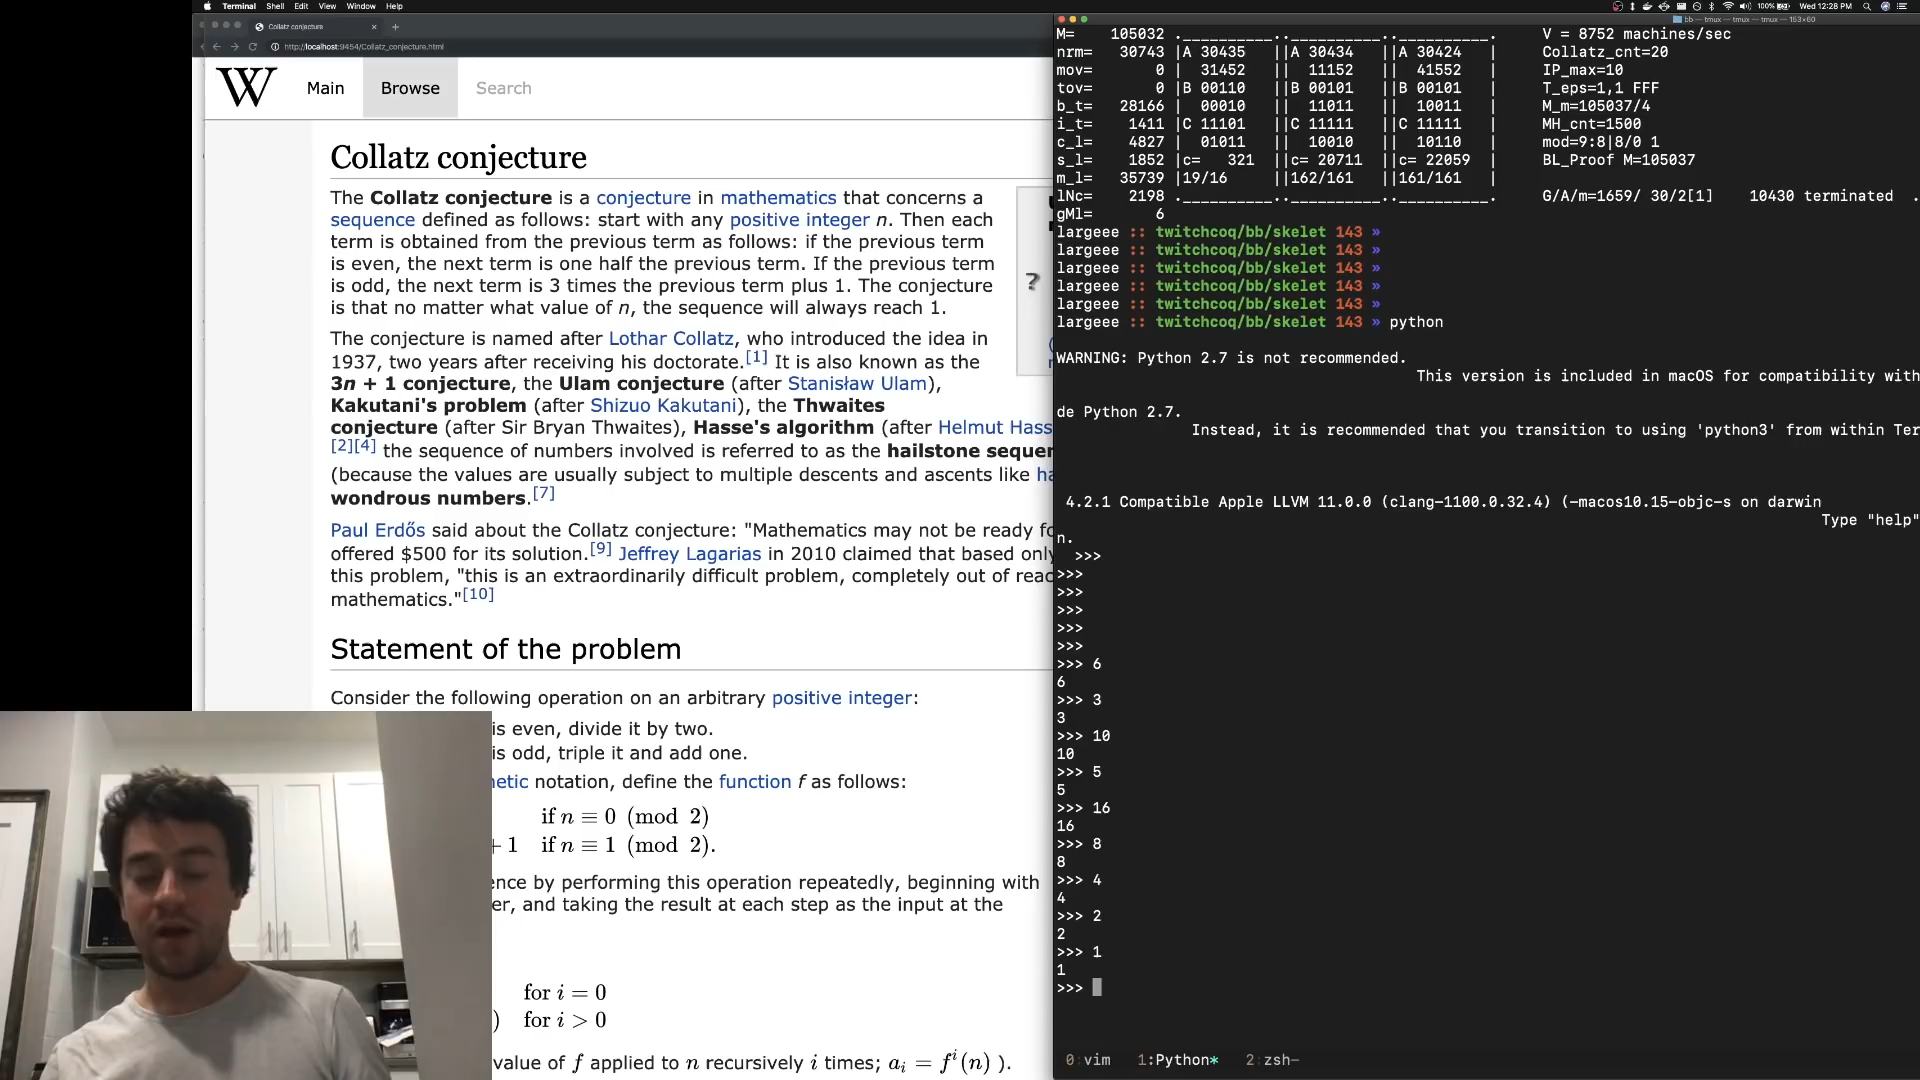 Terminal Shell Edit View Window Help
100%
Wed 12:28 PM
Collatz conjecture
http://localhost:9454/Collatz_conjecture.html
W Main Browse Search
Collatz conjecture
The Collatz conjecture is a conjecture in mathematics that concerns a
sequence defined as follows: start with any positive integer n. Then each
term is obtained from the previous term as follows: if the previous term
is even, the next term is one half the previous term. If the previous term
is odd, the next term is 3 times the previous term plus 1. The conjecture
is that no matter what value of n, the sequence will always reach 1.
?
The conjecture is named after Lothar Collatz, who introduced the idea in
1937, two years after receiving his doctorate.[1] It is also known as the
3n + 1 conjecture, the Ulam conjecture (after Stanisław Ulam),
Kakutani's problem (after Shizuo Kakutani), the Thwaites
conjecture (after Sir Bryan Thwaites), Hasse's algorithm (after Helmut Hass
[2][4] the sequence of numbers involved is referred to as the hailstone sequen
(because the values are usually subject to multiple descents and ascents like ha
wondrous numbers.[7]
Paul Erdős said about the Collatz conjecture: "Mathematics may not be ready fo
offered $500 for its solution.[9] Jeffrey Lagarias in 2010 claimed that based only
this problem, "this is an extraordinarily difficult problem, completely out of reac
mathematics."[10]
Statement of the problem
Consider the following operation on an arbitrary positive integer:
is even, divide it by two.
is odd, triple it and add one.
netic notation, define the function f as follows:
if n ≡ 0 (mod 2)
+ 1 if n ≡ 1 (mod 2).
ence by performing this operation repeatedly, beginning with
er, and taking the result at each step as the input at the
for i = 0
) for i > 0
value of f applied to n recursively i times; aᵢ = fⁱ(n) ).
bb — tmux — tmux — tmux — 153×60
M= 105032 .__________..__________..__________. V = 8752 machines/sec
nrm= 30743 |A 30435 ||A 30434 ||A 30424 | Collatz_cnt=20
mov= 0 | 31452 || 11152 || 41552 | IP_max=10
tov= 0 |B 00110 ||B 00101 ||B 00101 | T_eps=1,1 FFF
b_t= 28166 | 00010 || 11011 || 10011 | M_m=105037/4
i_t= 1411 |C 11101 ||C 11111 ||C 11111 | MH_cnt=1500
c_l= 4827 | 01011 || 10010 || 10110 | mod=9:8|8/0 1
s_l= 1852 |c= 321 ||c= 20711 ||c= 22059 | BL_Proof M=105037
m_l= 35739 |19/16 ||162/161 ||161/161 |
lNc= 2198 .__________..__________..__________. G/A/m=1659/ 30/2[1] 10430 terminated .
gMl= 6
largeee :: twitchcoq/bb/skelet 143 »
largeee :: twitchcoq/bb/skelet 143 »
largeee :: twitchcoq/bb/skelet 143 »
largeee :: twitchcoq/bb/skelet 143 »
largeee :: twitchcoq/bb/skelet 143 »
largeee :: twitchcoq/bb/skelet 143 » python
WARNING: Python 2.7 is not recommended.
This version is included in macOS for compatibility with
de Python 2.7.
Instead, it is recommended that you transition to using 'python3' from within Ter
4.2.1 Compatible Apple LLVM 11.0.0 (clang-1100.0.32.4) (-macos10.15-objc-s on darwin
Type "help"
n.
>>>
>>>
>>>
>>>
>>>
>>>
>>> 6
6
>>> 3
3
>>> 10
10
>>> 5
5
>>> 16
16
>>> 8
8
>>> 4
4
>>> 2
2
>>> 1
1
>>>
0 vim 1:Python* 2 zsh-